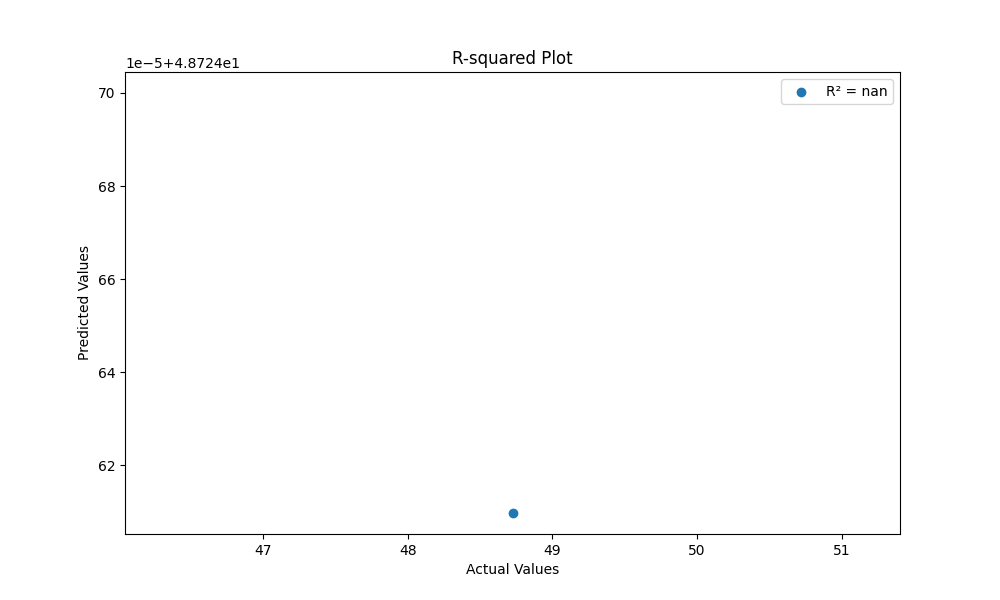 R-squared Plot
1e−5+4.8724e1
R² = nan
70
68
66
64
62
Predicted Values
47 48 49 50 51
Actual Values